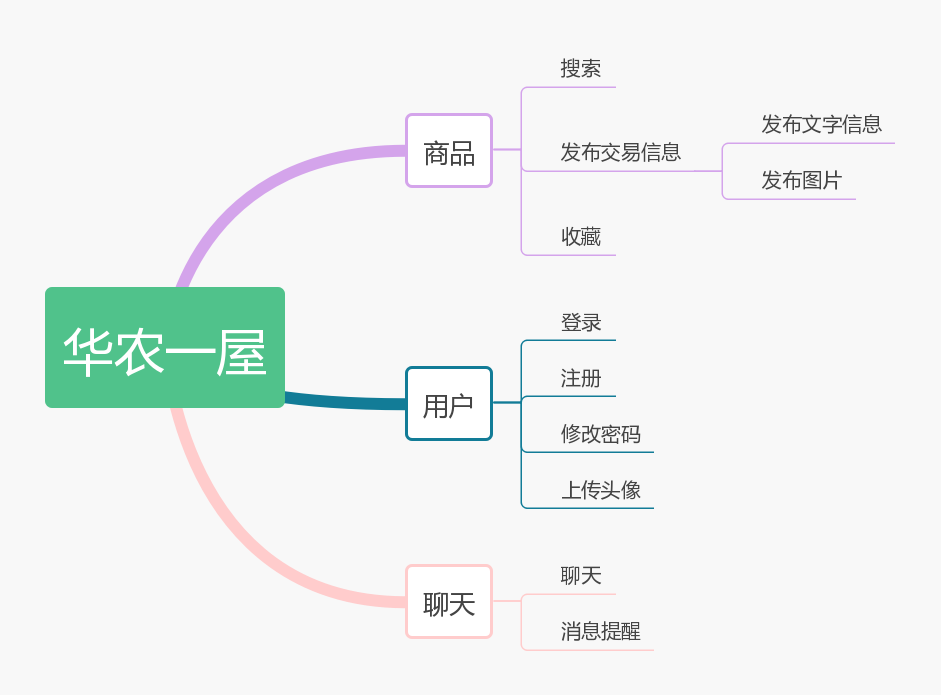 华农一屋
商品
搜索
发布交易信息
发布文字信息
发布图片
收藏
用户
登录
注册
修改密码
上传头像
聊天
聊天
消息提醒